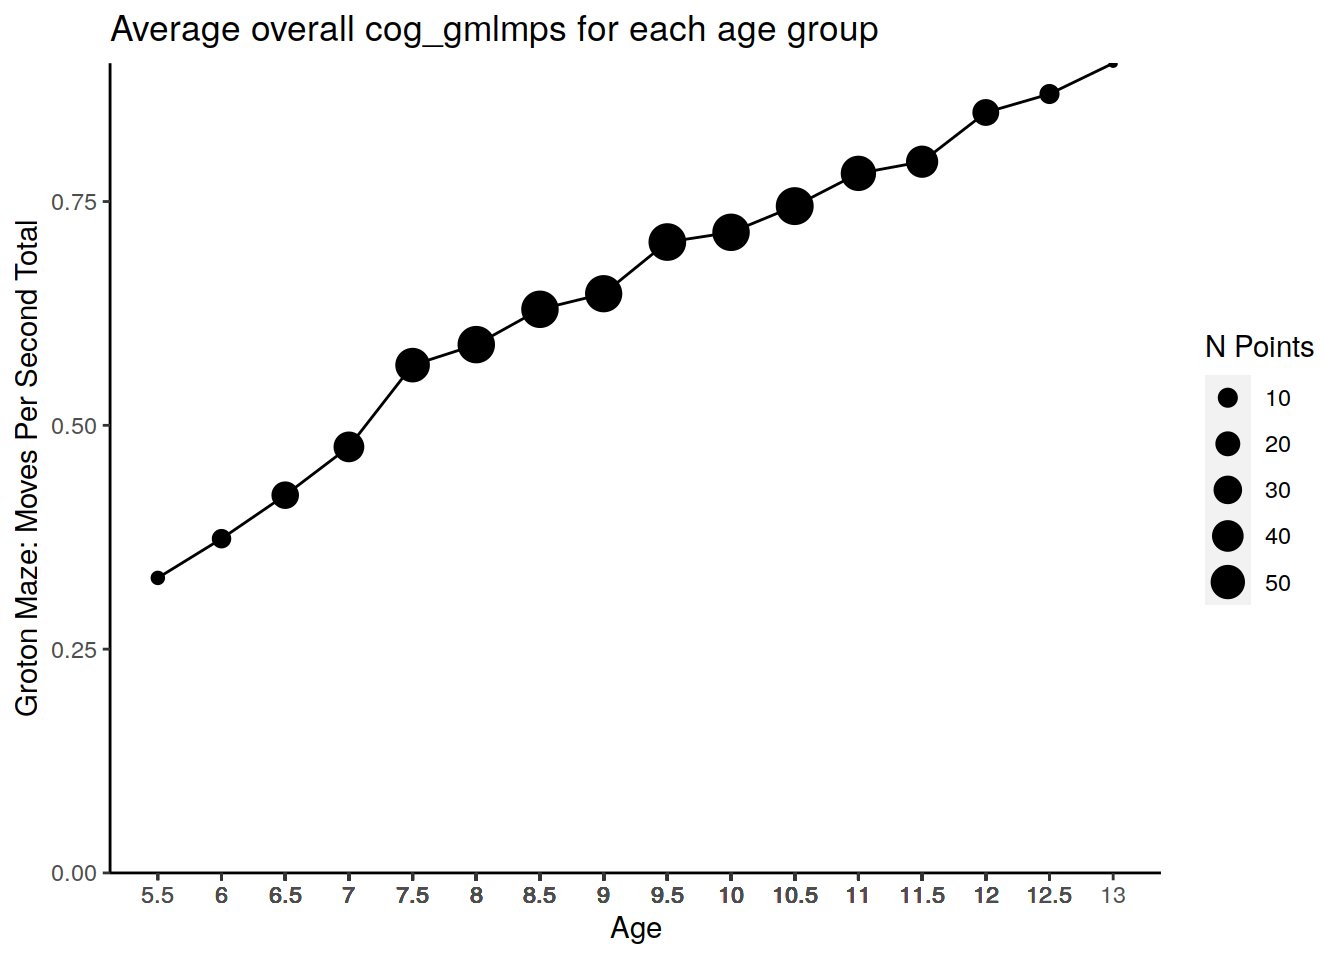 Average overall cog_gmlmps for each age group
Groton Maze: Moves Per Second Total
0.75
0.50
0.25
0.00
5.5 6 6.5 7 7.5 8 8.5 9 9.5 10 10.5 11 11.5 12 12.5 13
Age
N Points
10
20
30
40
50